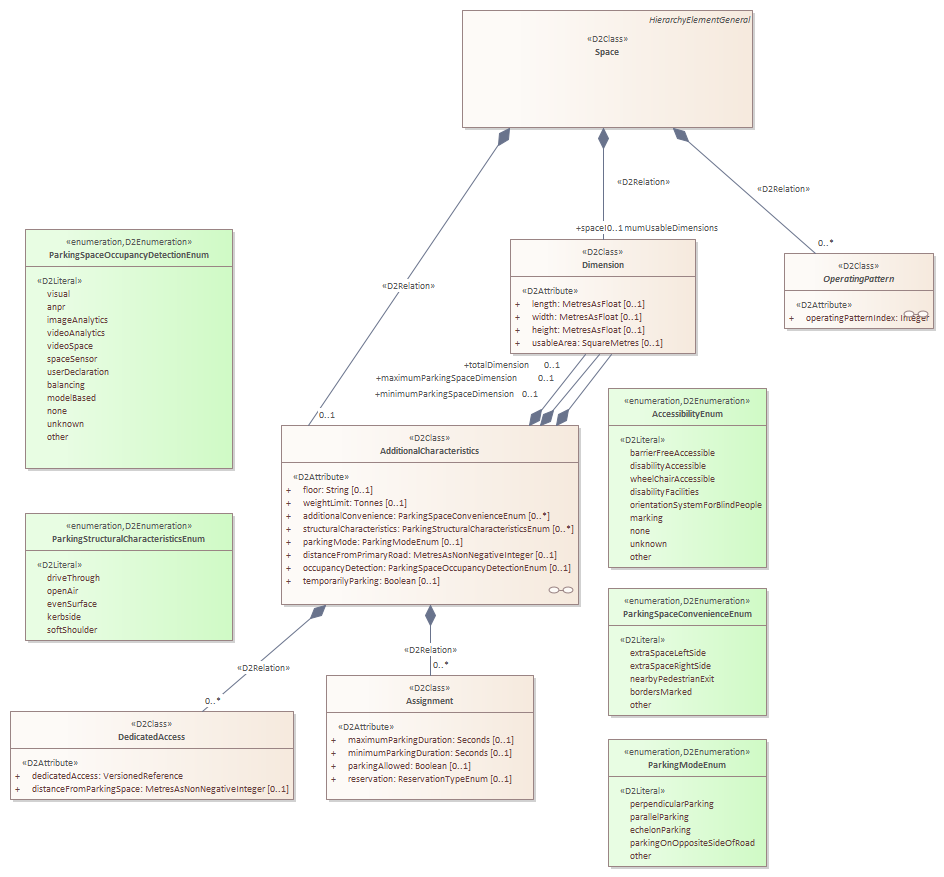 HierarchyElementGeneral
«D2Class»
Space
«D2Relation»
«D2Relation»
«D2Relation»
+spaceI0..1 mumUsableDimensions
0..*
«enumeration,D2Enumeration»
ParkingSpaceOccupancyDetectionEnum
«D2Literal»
visual
anpr
imageAnalytics
videoAnalytics
videoSpace
spaceSensor
userDeclaration
balancing
modelBased
none
unknown
other
«D2Class»
Dimension
«D2Attribute»
+ length: MetresAsFloat [0..1]
+ width: MetresAsFloat [0..1]
+ height: MetresAsFloat [0..1]
+ usableArea: SquareMetres [0..1]
«D2Class»
OperatingPattern
«D2Attribute»
+ operatingPatternIndex: Integer
+totalDimension 0..1
+maximumParkingSpaceDimension 0..1
+minimumParkingSpaceDimension 0..1
0..1
«D2Class»
AdditionalCharacteristics
«D2Attribute»
+ floor: String [0..1]
+ weightLimit: Tonnes [0..1]
+ additionalConvenience: ParkingSpaceConvenienceEnum [0..*]
+ structuralCharacteristics: ParkingStructuralCharacteristicsEnum [0..*]
+ parkingMode: ParkingModeEnum [0..1]
+ distanceFromPrimaryRoad: MetresAsNonNegativeInteger [0..1]
+ occupancyDetection: ParkingSpaceOccupancyDetectionEnum [0..1]
+ temporarilyParking: Boolean [0..1]
«enumeration,D2Enumeration»
AccessibilityEnum
«D2Literal»
barrierFreeAccessible
disabilityAccessible
wheelChairAccessible
disabilityFacilities
orientationSystemForBlindPeople
marking
none
unknown
other
«enumeration,D2Enumeration»
ParkingStructuralCharacteristicsEnum
«D2Literal»
driveThrough
openAir
evenSurface
kerbside
softShoulder
«enumeration,D2Enumeration»
ParkingSpaceConvenienceEnum
«D2Literal»
extraSpaceLeftSide
extraSpaceRightSide
nearbyPedestrianExit
bordersMarked
other
«D2Relation»
0..*
«D2Relation»
0..*
«D2Class»
DedicatedAccess
«D2Attribute»
+ dedicatedAccess: VersionedReference
+ distanceFromParkingSpace: MetresAsNonNegativeInteger [0..1]
«D2Class»
Assignment
«D2Attribute»
+ maximumParkingDuration: Seconds [0..1]
+ minimumParkingDuration: Seconds [0..1]
+ parkingAllowed: Boolean [0..1]
+ reservation: ReservationTypeEnum [0..1]
«enumeration,D2Enumeration»
ParkingModeEnum
«D2Literal»
perpendicularParking
parallelParking
echelonParking
parkingOnOppositeSideOfRoad
other